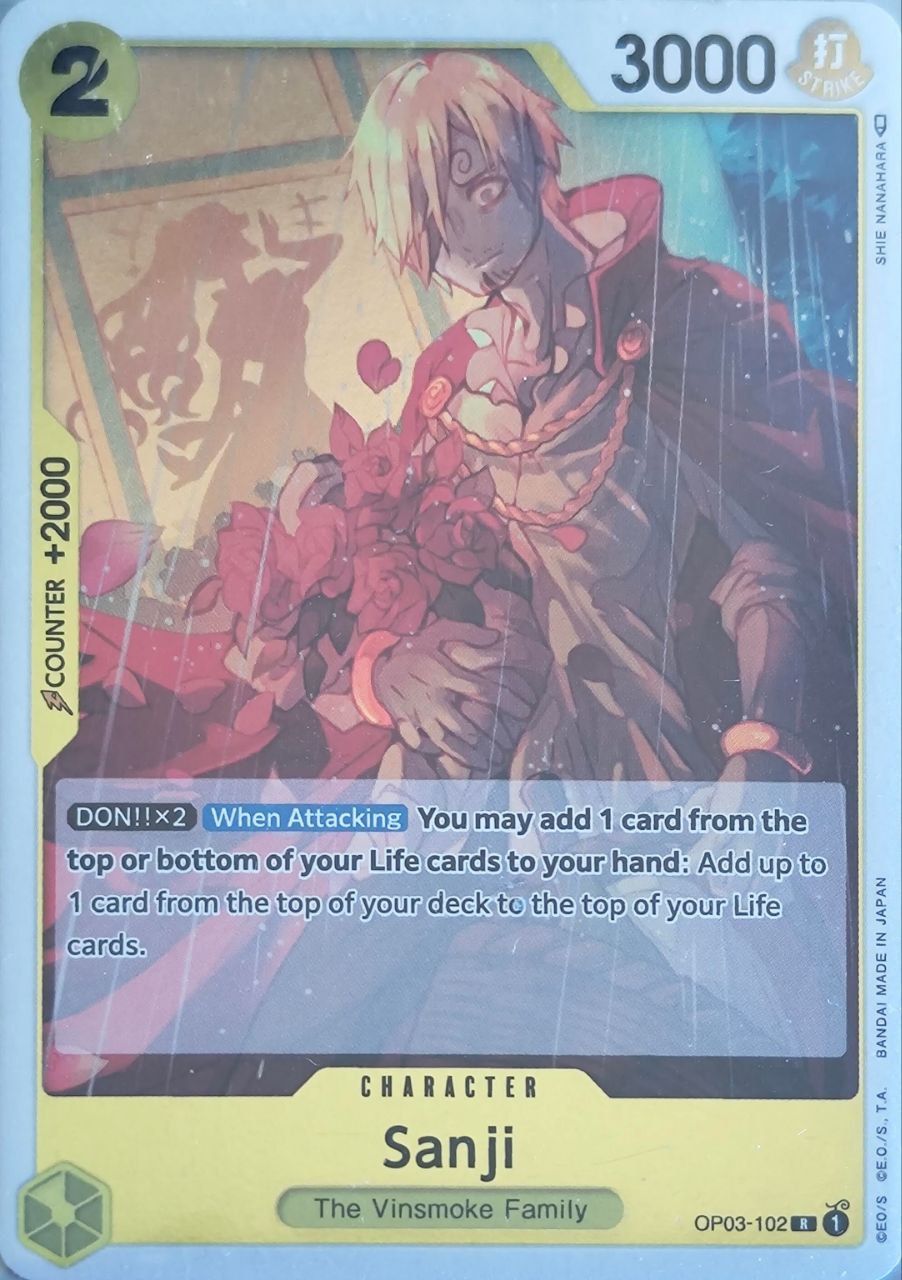 2
3000
打
STRIKE
SHIE NANAHARA
COUNTER +2000
DON!!×2 When Attacking You may add 1 card from the
top or bottom of your Life cards to your hand: Add up to
1 card from the top of your deck to the top of your Life
cards.
CHARACTER
Sanji
The Vinsmoke Family
OP03-102 R 1
©EO/S ©E.O./S., T.A. BANDAI MADE IN JAPAN